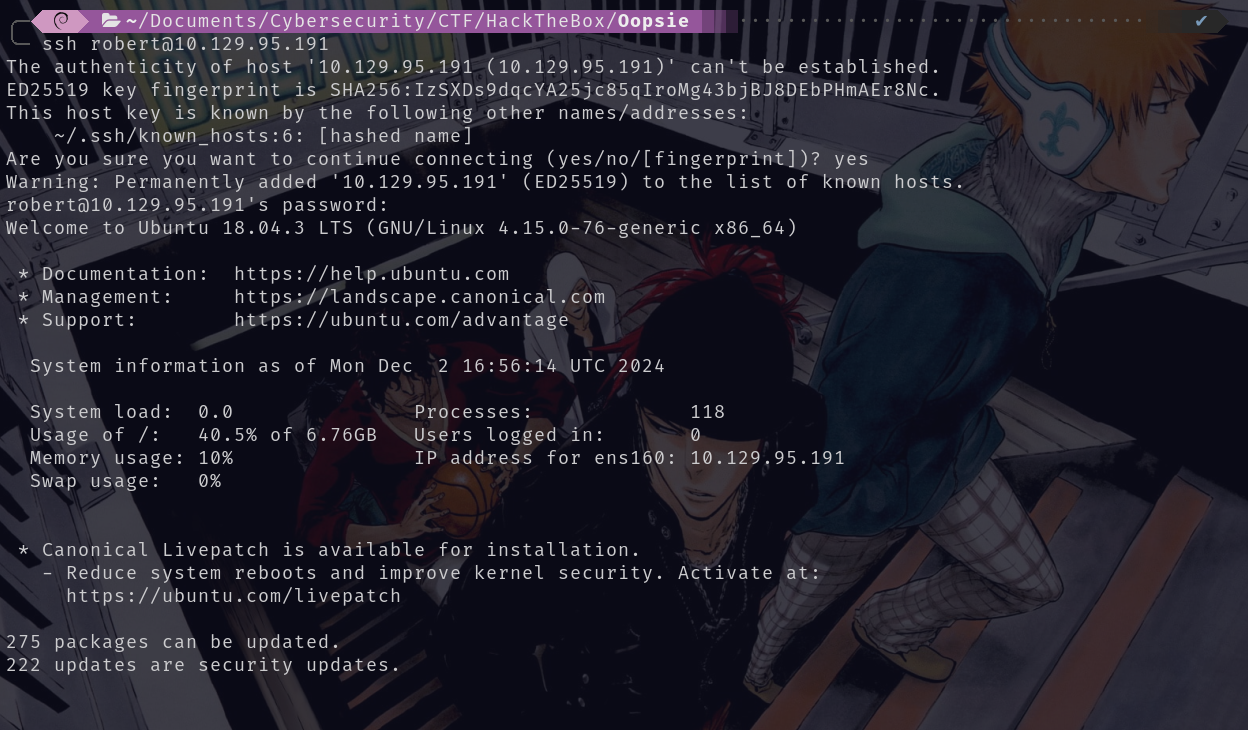 ~/Documents/Cybersecurity/CTF/HackTheBox/Oopsie
ssh robert@10.129.95.191
The authenticity of host '10.129.95.191 (10.129.95.191)' can't be established.
ED25519 key fingerprint is SHA256:IzSXDs9dqcYA25jc85qIroMg43bjBJ8DEbPHmAEr8Nc.
This host key is known by the following other names/addresses:
    ~/.ssh/known_hosts:6: [hashed name]
Are you sure you want to continue connecting (yes/no/[fingerprint])? yes
Warning: Permanently added '10.129.95.191' (ED25519) to the list of known hosts.
robert@10.129.95.191's password:
Welcome to Ubuntu 18.04.3 LTS (GNU/Linux 4.15.0-76-generic x86_64)
 * Documentation:  https://help.ubuntu.com
 * Management:     https://landscape.canonical.com
 * Support:        https://ubuntu.com/advantage
  System information as of Mon Dec  2 16:56:14 UTC 2024
  System load:  0.0               Processes:             118
  Usage of /:   40.5% of 6.76GB   Users logged in:       0
  Memory usage: 10%               IP address for ens160: 10.129.95.191
  Swap usage:   0%
 * Canonical Livepatch is available for installation.
   - Reduce system reboots and improve kernel security. Activate at:
     https://ubuntu.com/livepatch
275 packages can be updated.
222 updates are security updates.